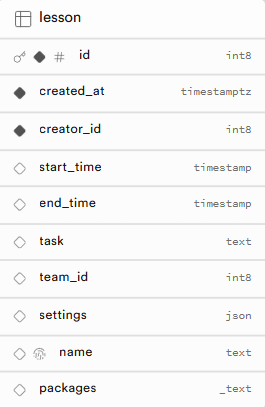 lesson
# id int8
created_at timestamptz
creator_id int8
start_time timestamp
end_time timestamp
task text
team_id int8
settings json
name text
packages _text